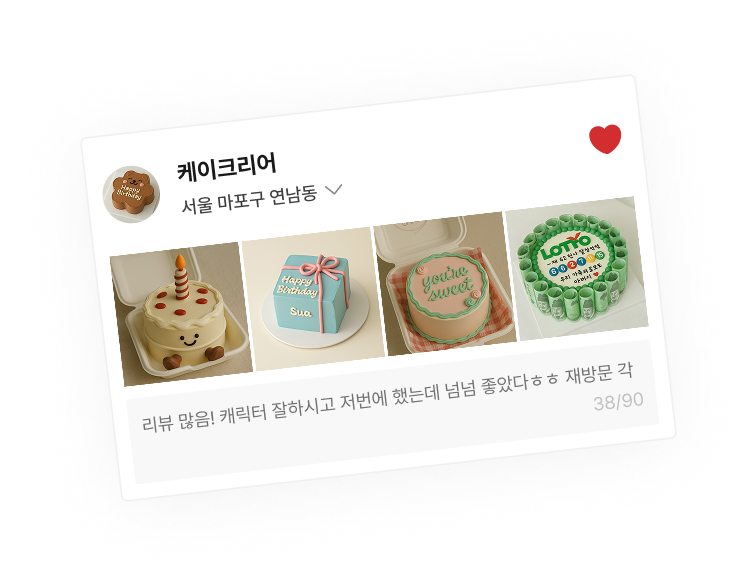 Happy
Birthday
케이크리어
서울 마포구 연남동
Happy
Birthday
Sua
you're
sweet
LOTTO
리뷰 많음! 캐릭터 잘하시고 저번에 했는데 넘넘 좋았다ㅎㅎ 재방문 각
38/90